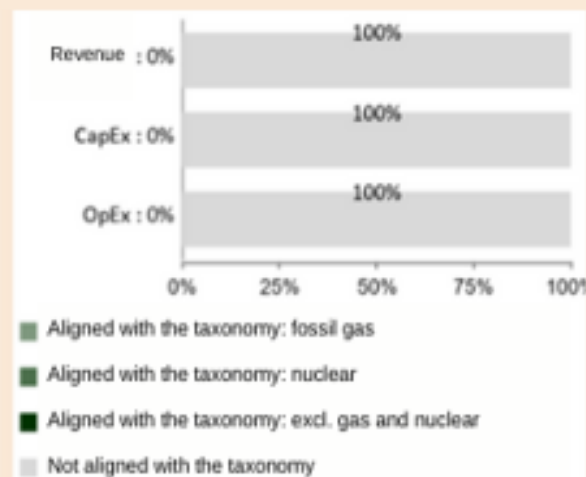 100%
Revenue : 0%
100%
CapEx : 0%
100%
OpEx : 0%
0% 25% 50% 75% 100%
Aligned with the taxonomy: fossil gas
Aligned with the taxonomy: nuclear
Aligned with the taxonomy: excl. gas and nuclear
Not aligned with the taxonomy